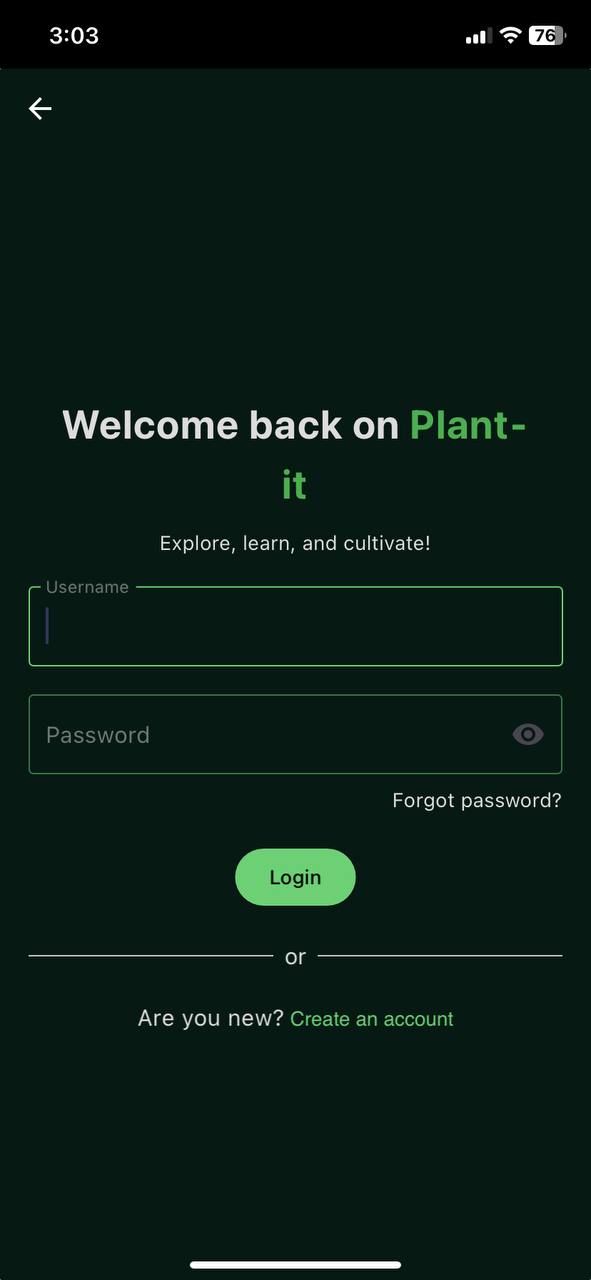 3:03
76
Welcome back on Plant-
it
Explore, learn, and cultivate!
Username
Password
Forgot password?
Login
or
Are you new? Create an account